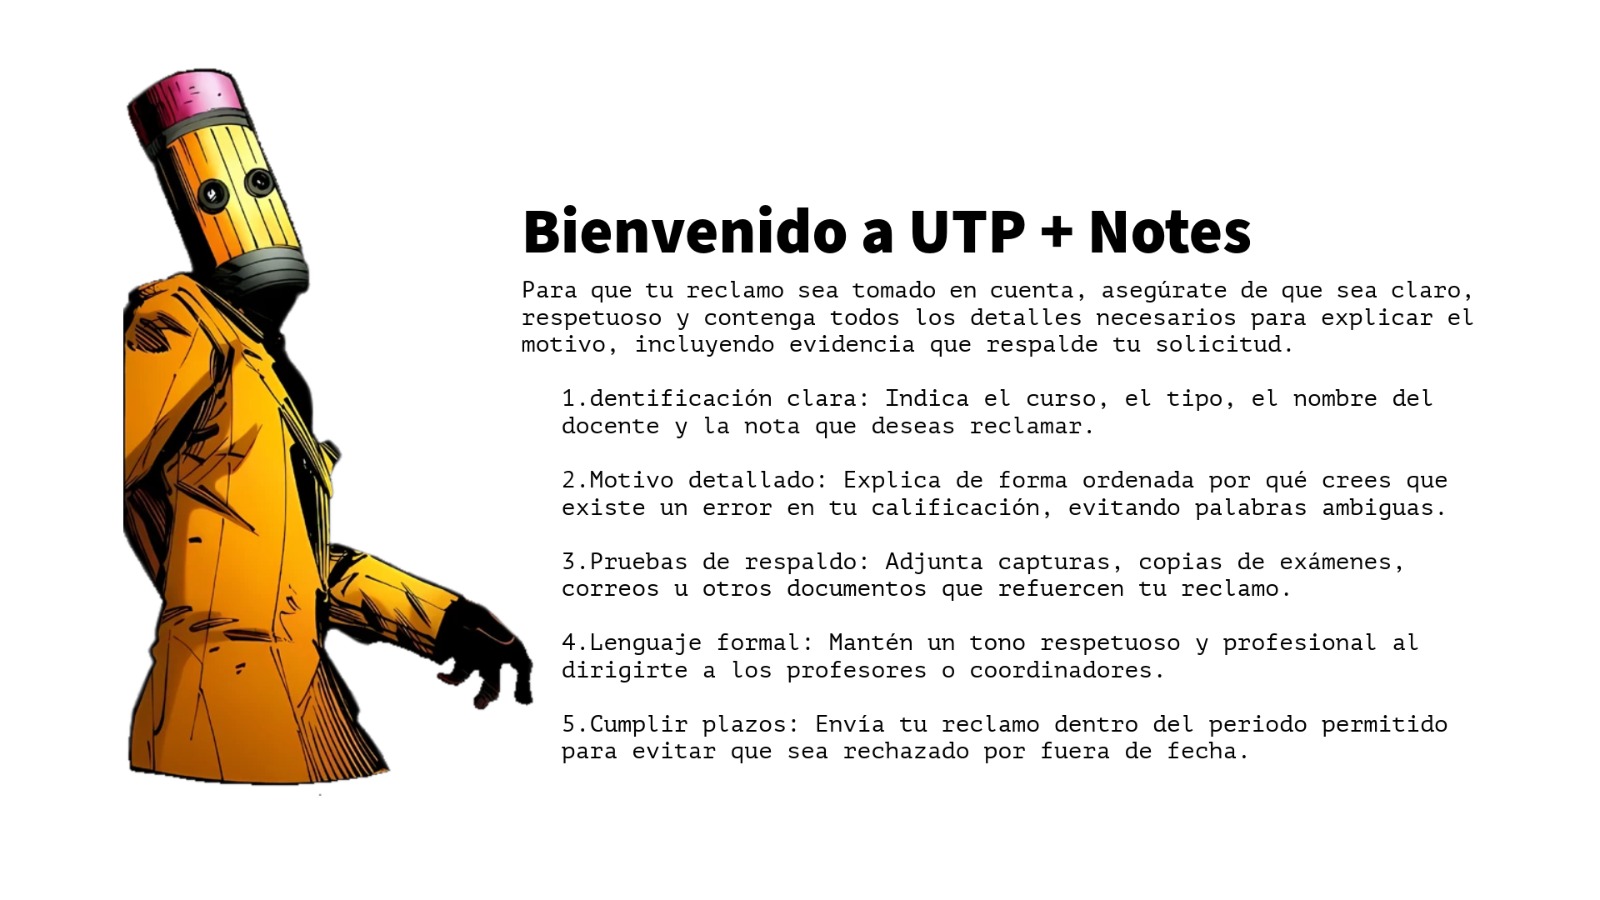 Bienvenido a UTP + Notes
Para que tu reclamo sea tomado en cuenta, asegúrate de que sea claro,
respetuoso y contenga todos los detalles necesarios para explicar el
motivo, incluyendo evidencia que respalde tu solicitud.
1.dentificación clara: Indica el curso, el tipo, el nombre del
docente y la nota que deseas reclamar.
2.Motivo detallado: Explica de forma ordenada por qué crees que
existe un error en tu calificación, evitando palabras ambiguas.
3.Pruebas de respaldo: Adjunta capturas, copias de exámenes,
correos u otros documentos que refuercen tu reclamo.
4.Lenguaje formal: Mantén un tono respetuoso y profesional al
dirigirte a los profesores o coordinadores.
5.Cumplir plazos: Envía tu reclamo dentro del periodo permitido
para evitar que sea rechazado por fuera de fecha.